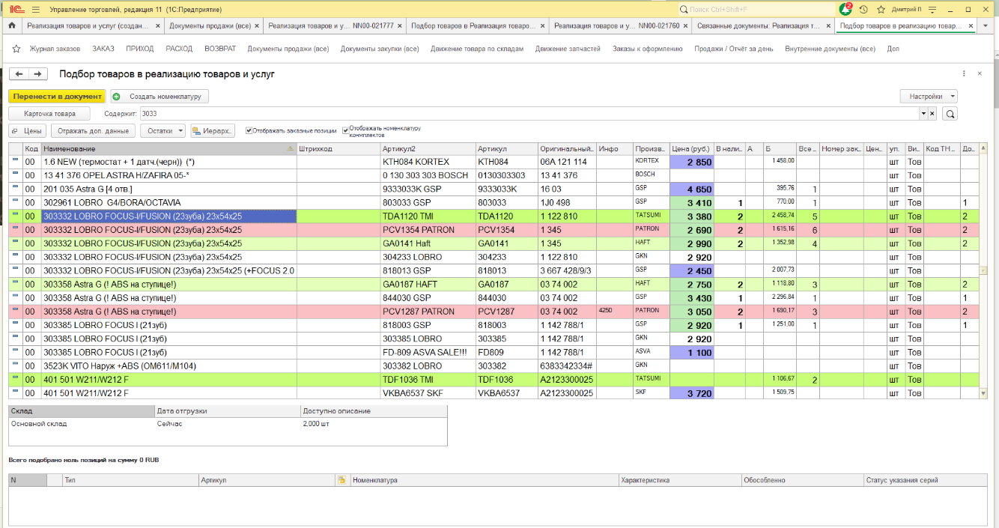 1С Управление торговлей, редакция 11 (1С:Предприятие) Поиск Ctrl+Shift+F 2 Дмитрий П
Реализация товаров и услуг (создан... × Документы продажи (все) × Реализация товаров и у... NN00-021777 × Подбор товаров в Реализация товаро... × Реализация товаров и у... NN00-021760 × Связанные документы: Реализация т... × Подбор товаров в реализацию товар... ×
Журнал заказов ЗАКАЗ ПРИХОД РАСХОД ВОЗВРАТ Документы продажи (все) Документы закупки (все) Движение товара по складам Движение запчастей Заказы к оформлению Продажи / Отчёт за день Внутренние документы (все) Доп
Подбор товаров в реализацию товаров и услуг
Перенести в документ Создать номенклатуру Настройки
Карточка товара Содержит: 3033
Цены Отражать доп. данные Остатки Иерарх... Отображать заказные позиции Отображать номенклатуру
комплектов
Код Наименование Штрихкод Артикул2 Артикул Оригинальный... Инфо Произв... Цена (руб.) В нали... А Б Все ... Номер зак... Цен... уп. Ви... Код ТН ... До...
00 1.6 NEW (термостат + 1 датч.(черн)) (*) KTH084 KORTEX KTH084 06A 121 114 KORTEX 2 850 1 458,00 шт Тов
00 13 41 376 OPEL ASTRA H/ZAFIRA 05-* 0 130 303 303 BOSCH 0130303303 13 41 376 BOSCH шт Тов
00 201 035 Astra G [4 отв.] 9333033K GSP 9333033K 16 03 GSP 4 650 395,76 1 шт Тов
00 302961 LOBRO G4/BORA/OCTAVIA 803033 GSP 803033 1J0 498 GSP 3 410 1 770,00 1 шт Тов 1
00 303332 LOBRO FOCUS-I/FUSION (23зуба) 23x54x25 TDA1120 TMI TDA1120 1 122 810 TATSUMI 3 380 2 2 458,74 5 шт Тов 2
00 303332 LOBRO FOCUS-I/FUSION (23зуба) 23x54x25 PCV1354 PATRON PCV1354 1 345 PATRON 2 690 2 1 615,16 6 шт Тов 2
00 303332 LOBRO FOCUS-I/FUSION (23зуба) 23x54x25 GA0141 Haft GA0141 1 345 HAFT 2 990 2 1 352,98 4 шт Тов 2
00 303332 LOBRO FOCUS-I/FUSION (23зуба) 23x54x25 304233 LOBRO 304233 1 122 810 GKN 2 920 шт Тов
00 303332 LOBRO FOCUS-I/FUSION (23зуба) 23x54x25 (+FOCUS 2.0 818013 GSP 818013 3 667 428/9/3 GSP 2 450 2 007,73 шт Тов
00 303358 Astra G (! ABS на ступице!) GA0187 HAFT GA0187 03 74 002 HAFT 2 750 2 1 118,80 3 шт Тов 2
00 303358 Astra G (! ABS на ступице!) 844030 GSP 844030 03 74 002 GSP 3 430 1 2 296,84 1 шт Тов 1
00 303358 Astra G (! ABS на ступице!) PCV1287 PATRON PCV1287 03 74 002 4250 PATRON 3 050 2 1 690,17 3 шт Тов 2
00 303385 LOBRO FOCUS I (21зуб) 818003 GSP 818003 1 142 788/1 GSP 2 920 1 1 251,00 1 шт Тов 1
00 303385 LOBRO FOCUS I (21зуб) 303385 LOBRO 303385 1 142 788/1 GKN 2 920 шт Тов
00 303385 LOBRO FOCUS I (21зуб) FD-809 ASVA SALE!!! FD809 1 142 788/1 ASVA 1 100 шт Тов
00 3523K VITO Наруж +ABS (OM611/M104) 303382 LOBRO 303382 6383342334# GKN шт Тов
00 401 501 W211/W212 F TDF1036 TMI TDF1036 A2123300025 TATSUMI 1 106,67 2 шт Тов
00 401 501 W211/W212 F VKBA6537 SKF VKBA6537 A2123300025 SKF 3 720 1 509,75 шт Тов
Склад Дата отгрузки Доступно описание
Основной склад Сейчас 2,000 шт
Всего подобрано ноль позиций на сумму 0 RUB
N Тип Артикул Номенклатура Характеристика Обособленно Статус указания серий